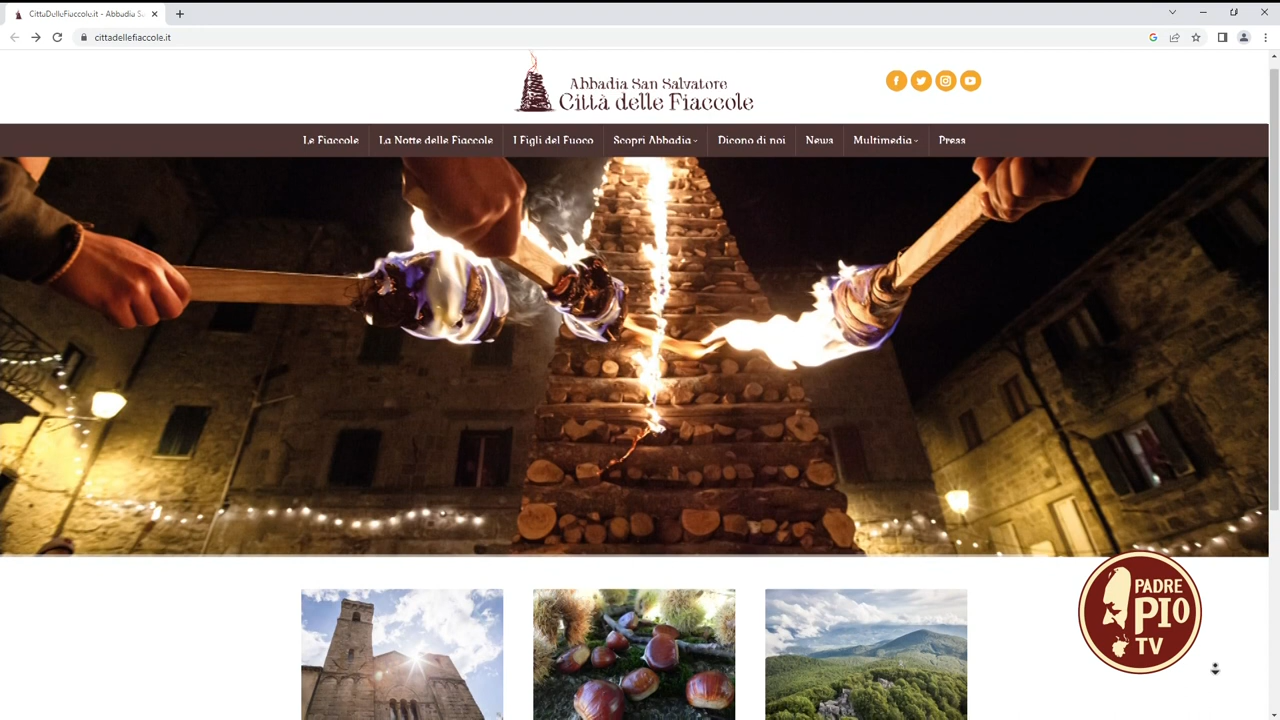 CittaDelleFiaccole.it - Abbadia S
cittadellefiaccole.it
Abbadia San Salvatore
Città delle Fiaccole
Le Fiaccole
La Notte delle Fiaccole
I Figli del Fuoco
Scopri Abbadia
Dicono di noi
News
Multimedia
Press
PADRE
PIO
TV